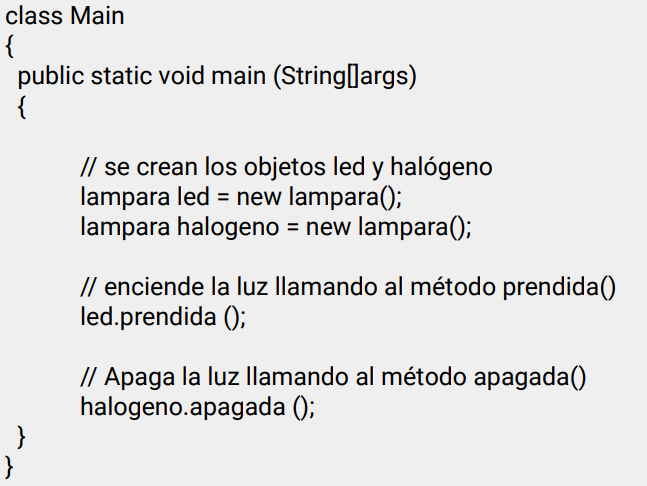 class Main
{
public static void main (String[]args)
{
// se crean los objetos led y halógeno
lampara led = new lampara();
lampara halogeno = new lampara();
// enciende la luz llamando al método prendida()
led.prendida ();
// Apaga la luz llamando al método apagada()
halogeno.apagada ();
}
}